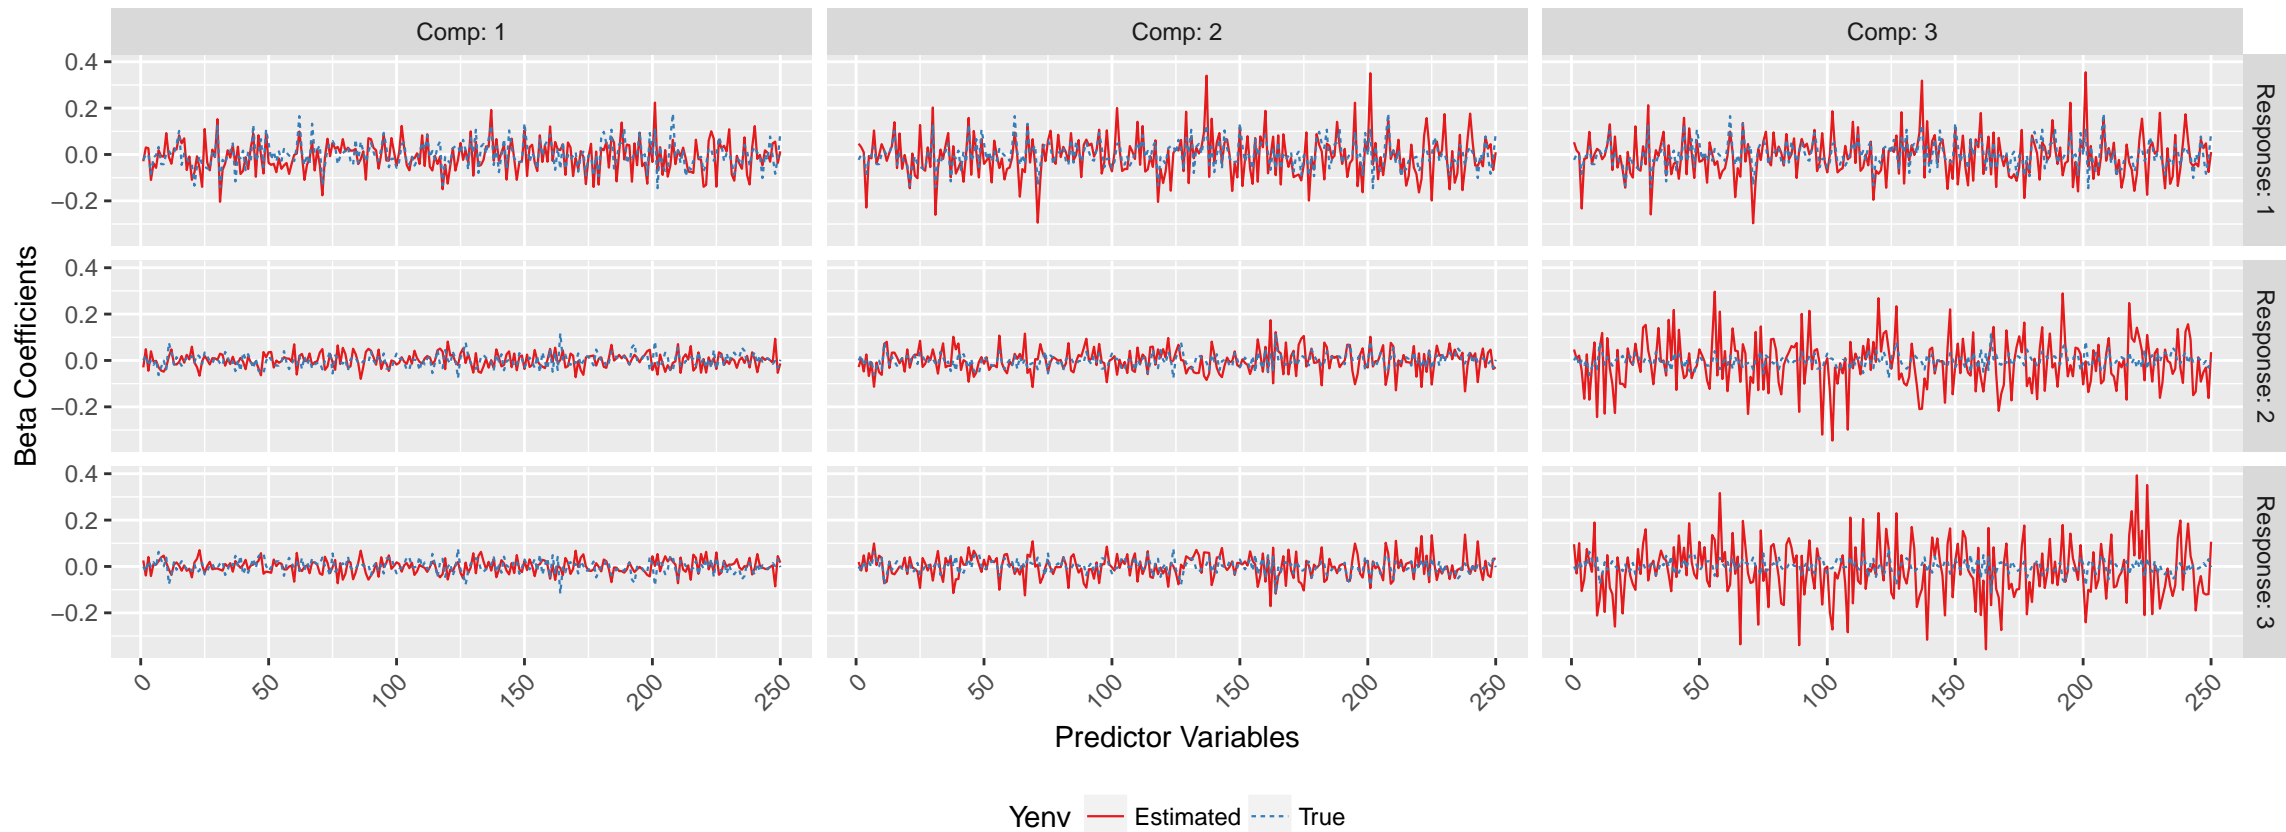 Comp: 1
Comp: 2
Comp: 3
Beta Coefficients
0.4
0.2
0.0
−0.2
Response: 1
0.4
0.2
0.0
−0.2
Response: 2
0.4
0.2
0.0
−0.2
Response: 3
0 50 100 150 200 250
0 50 100 150 200 250
0 50 100 150 200 250
Predictor Variables
Yenv Estimated True